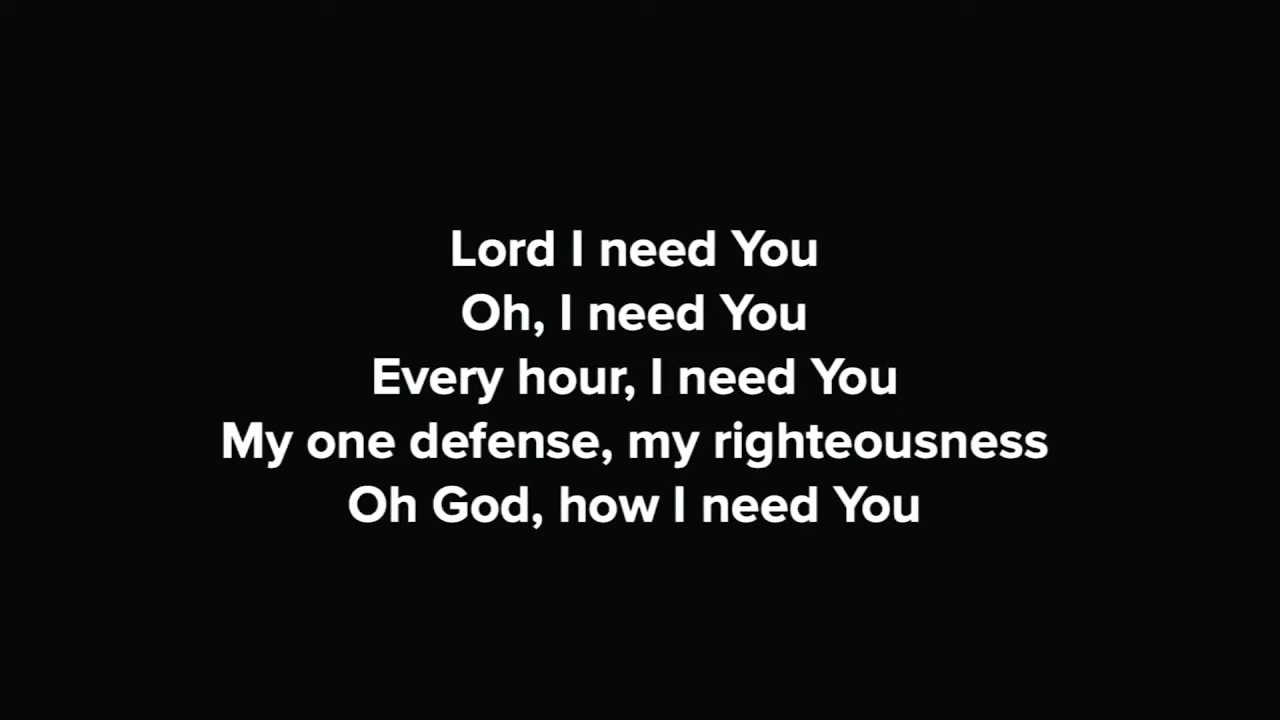 Lord I need You
Oh, I need You
Every hour, I need You
My one defense, my righteousness
Oh God, how I need You